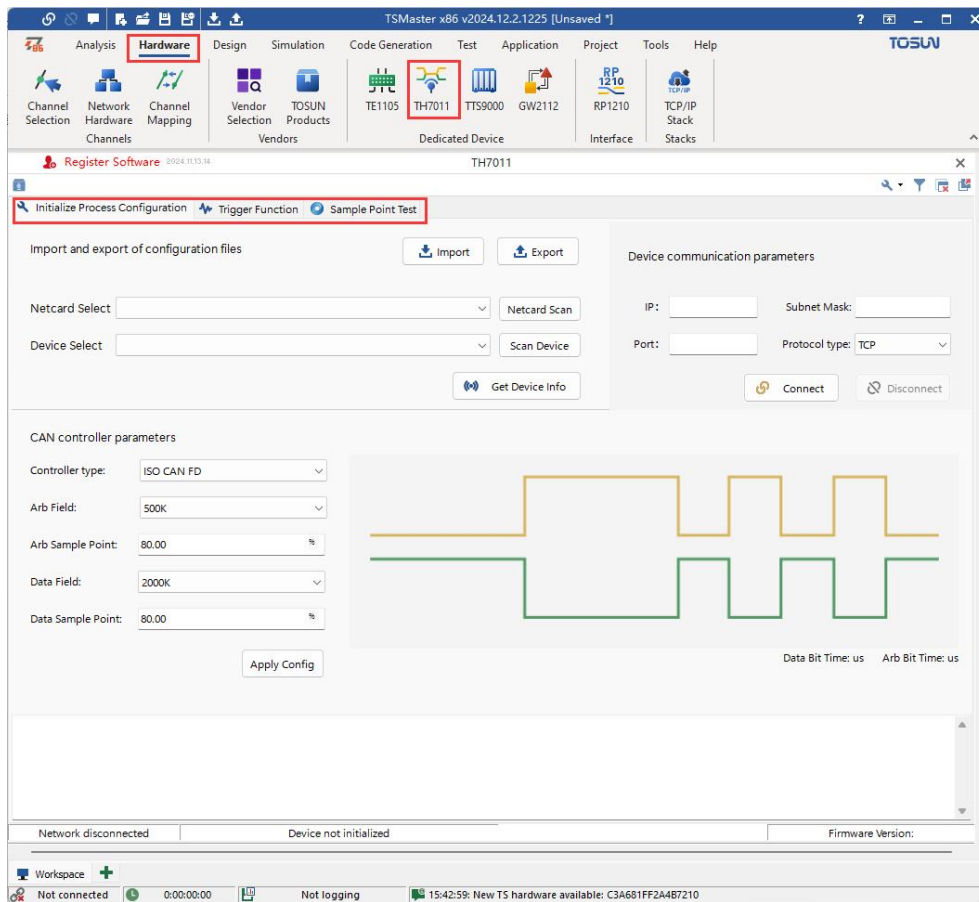 TSMaster x86 v2024.12.2.1225 [Unsaved *]
?
X86
Analysis Hardware Design Simulation Code Generation Test Application Project Tools Help
TOSUN
Channel Selection
Network Hardware
Channel Mapping
Vendor Selection
TOSUN Products
TE1105
TH7011
TTS9000
GW2112
RP
1210
RP1210
TCP/IP
TCP/IP Stack
Channels
Vendors
Dedicated Device
Interface
Stacks
Register Software 2024.11.13.14
TH7011
Initialize Process Configuration Trigger Function Sample Point Test
Import and export of configuration files
Import
Export
Netcard Select
Netcard Scan
Device Select
Scan Device
Get Device Info
Device communication parameters
IP:
Subnet Mask:
Port:
Protocol type: TCP
Connect
Disconnect
CAN controller parameters
Controller type: ISO CAN FD
Arb Field: 500K
Arb Sample Point: 80.00 %
Data Field: 2000K
Data Sample Point: 80.00 %
Apply Config
Data Bit Time: us Arb Bit Time: us
Network disconnected
Device not initialized
Firmware Version:
Workspace
Not connected
0:00:00:00
Not logging
15:42:59: New TS hardware available: C3A681FF2A4B7210